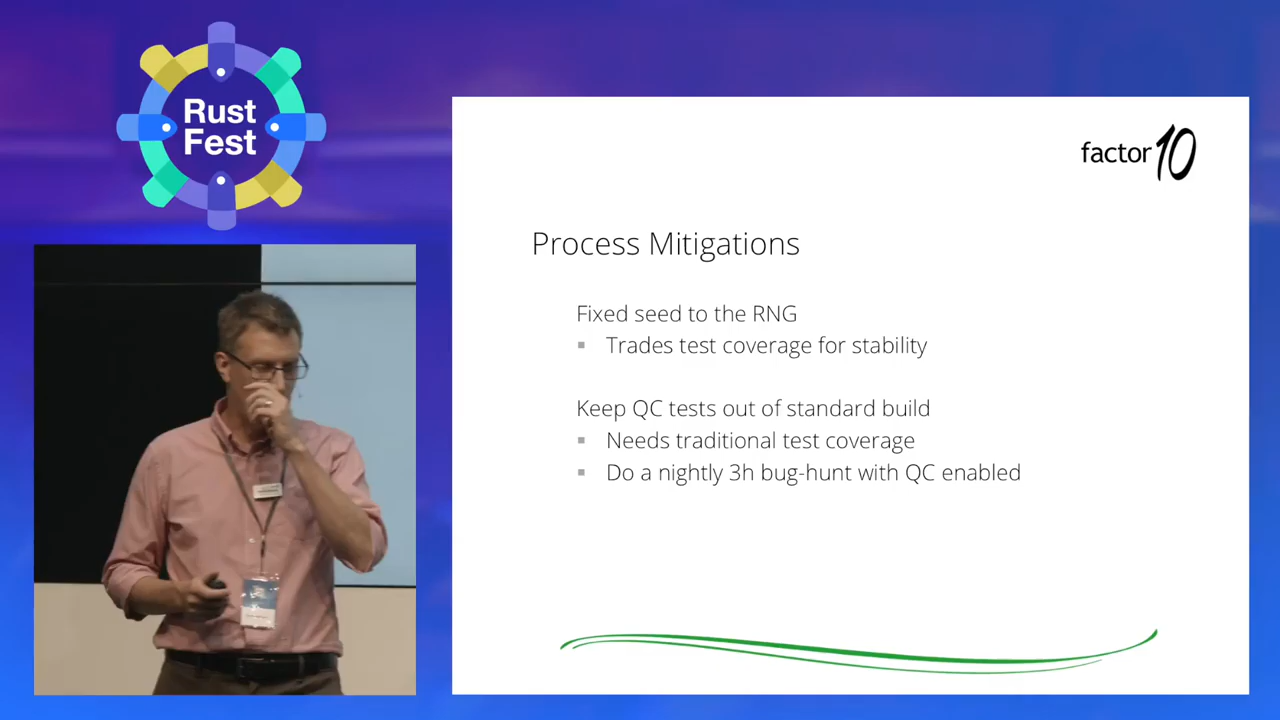 Rust
Fest
factor10
Process Mitigations
Fixed seed to the RNG
▪ Trades test coverage for stability
Keep QC tests out of standard build
▪ Needs traditional test coverage
▪ Do a nightly 3h bug-hunt with QC enabled